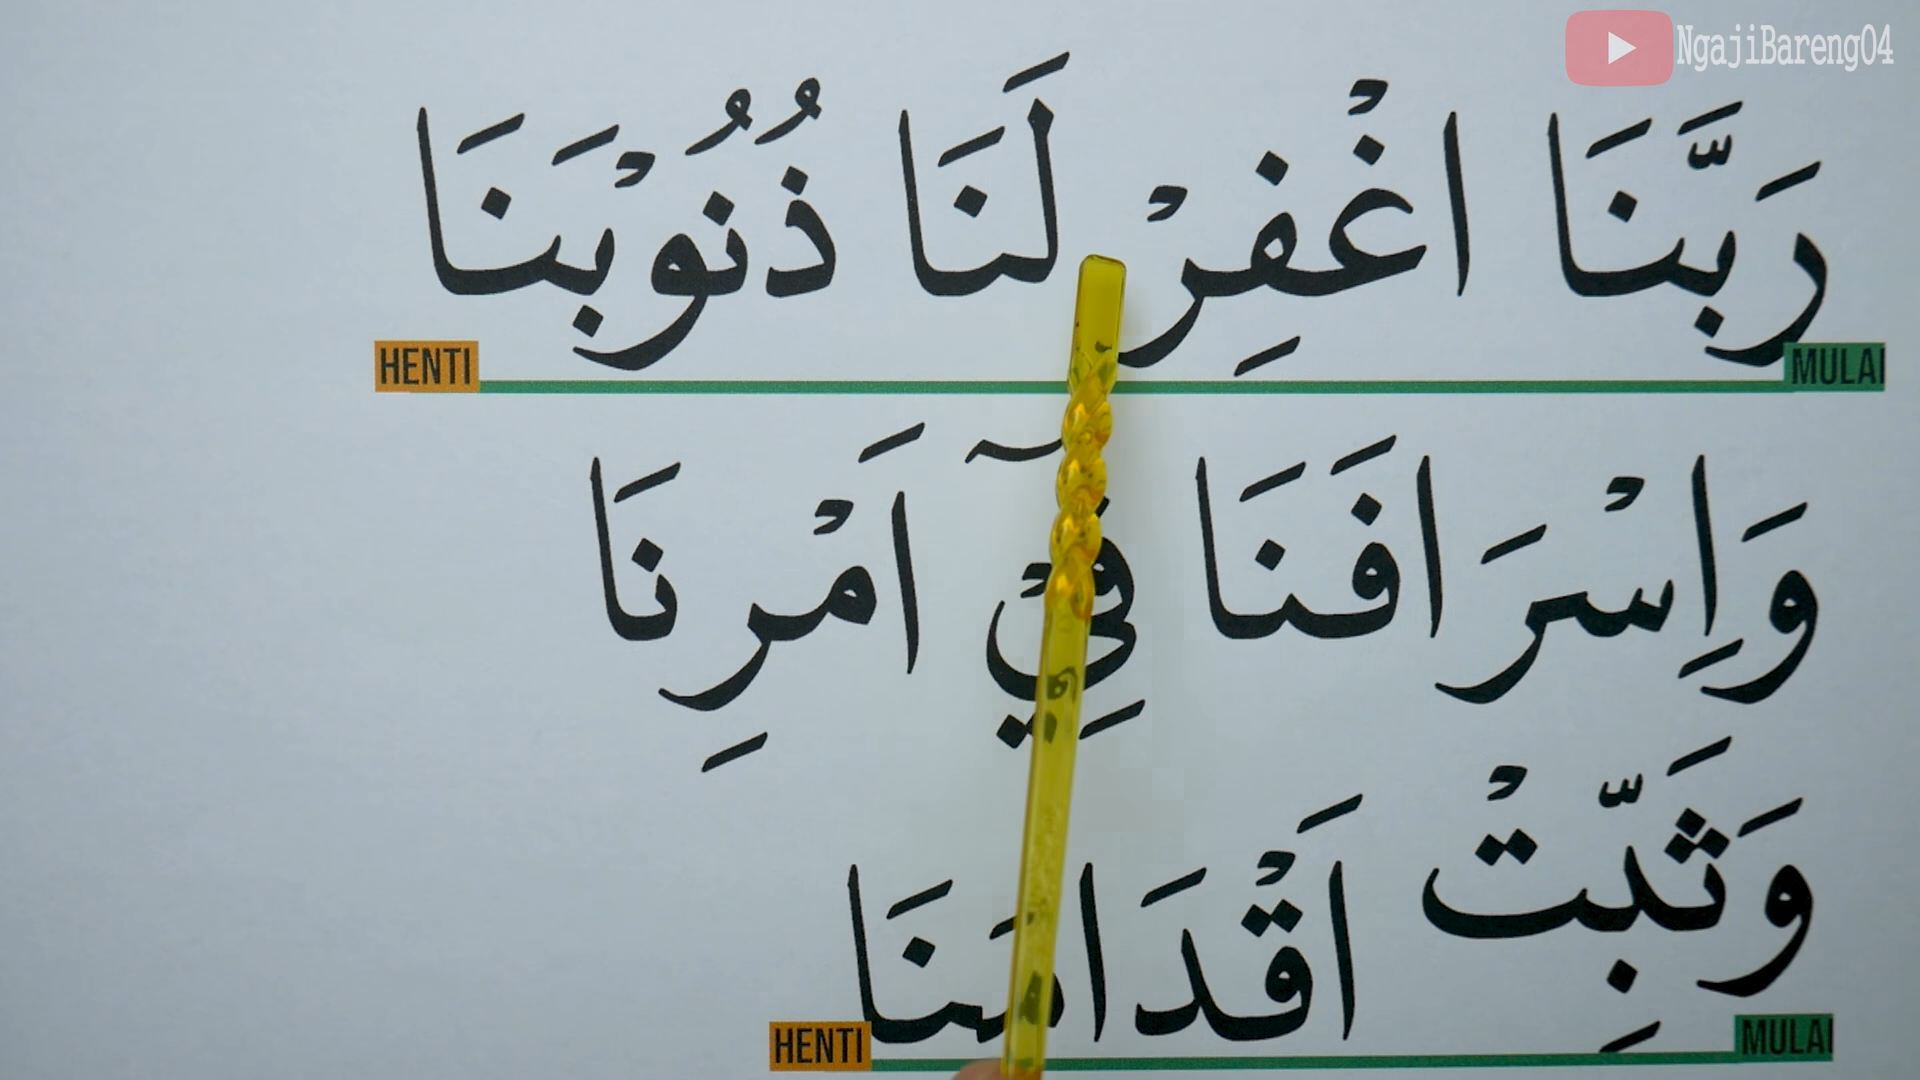 NgajiBareng04
رَبَّنَا اغْفِرْ لَنَا ذُنُوْبَنَا
HENTI MULAI
وَاِسْرَافَنَا فِيْٓ اَمْرِنَا
وَثَبِّتْ اَقْدَامَنَا
HENTI MULAI